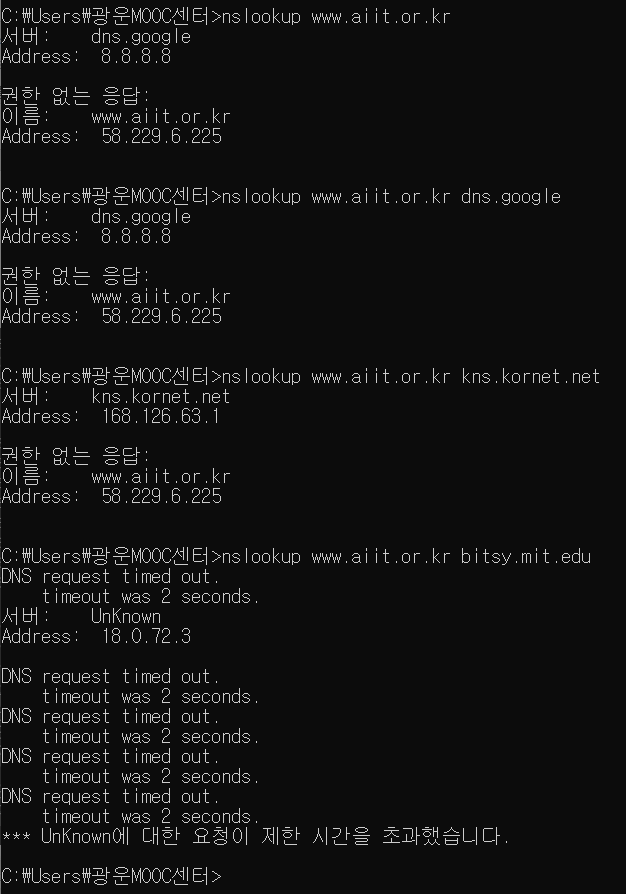 C:₩Users₩광운MOOC센터>nslookup www.aiit.or.kr
서버:    dns.google
Address:  8.8.8.8

권한 없는 응답:
이름:    www.aiit.or.kr
Address:  58.229.6.225


C:₩Users₩광운MOOC센터>nslookup www.aiit.or.kr dns.google
서버:    dns.google
Address:  8.8.8.8

권한 없는 응답:
이름:    www.aiit.or.kr
Address:  58.229.6.225


C:₩Users₩광운MOOC센터>nslookup www.aiit.or.kr kns.kornet.net
서버:    kns.kornet.net
Address:  168.126.63.1

권한 없는 응답:
이름:    www.aiit.or.kr
Address:  58.229.6.225


C:₩Users₩광운MOOC센터>nslookup www.aiit.or.kr bitsy.mit.edu
DNS request timed out.
    timeout was 2 seconds.
서버:    UnKnown
Address:  18.0.72.3

DNS request timed out.
    timeout was 2 seconds.
DNS request timed out.
    timeout was 2 seconds.
DNS request timed out.
    timeout was 2 seconds.
DNS request timed out.
    timeout was 2 seconds.
*** UnKnown에 대한 요청이 제한 시간을 초과했습니다.

C:₩Users₩광운MOOC센터>